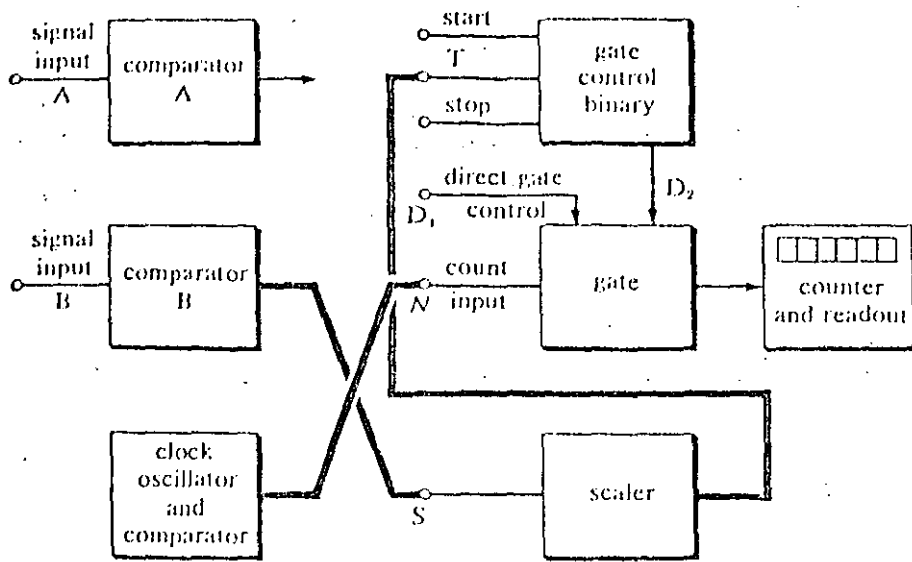 signal
input
A
comparator
A
start
T
stop
gate
control
binary
direct gate
control
D₁
D₂
signal
input
B
comparator
B
count
input
N
gate
counter
and readout
clock
oscillator
and
comparator
S
scaler